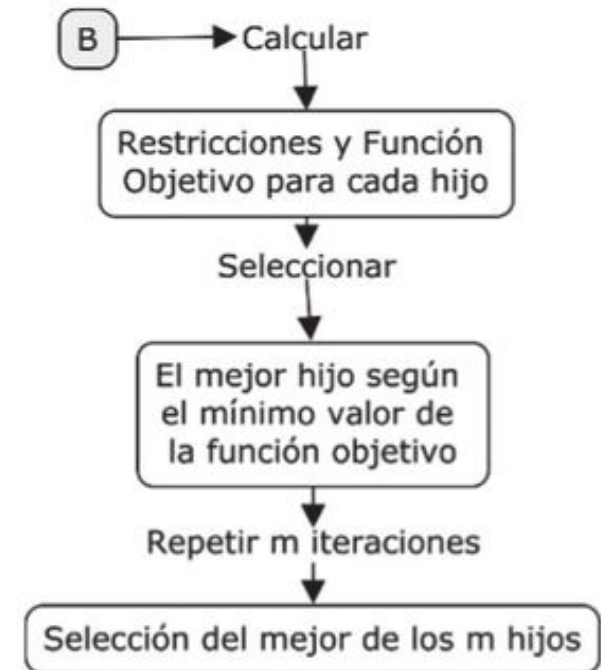 B
Calcular
Restricciones y Función
Objetivo para cada hijo
Seleccionar
El mejor hijo según
el mínimo valor de
la función objetivo
Repetir m iteraciones
Selección del mejor de los m hijos